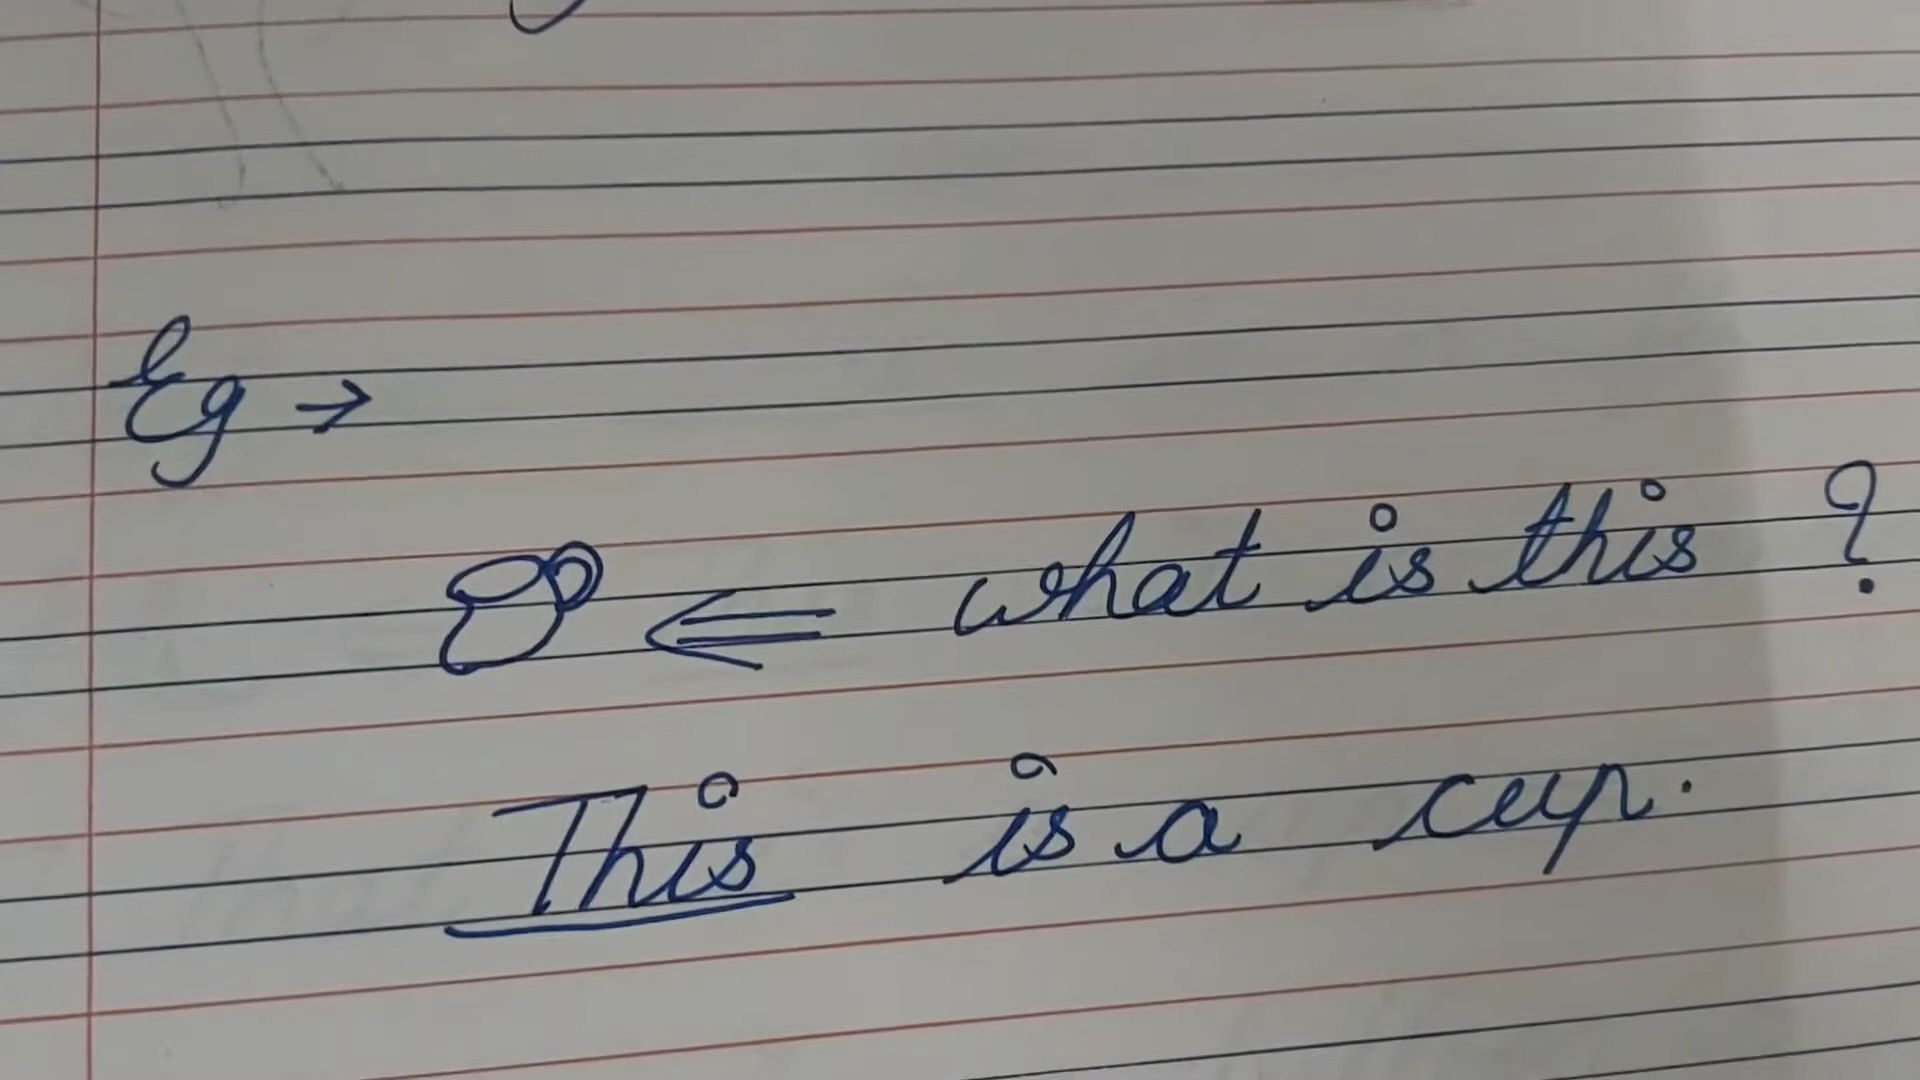 Eg →
⇐ what is this ?
This is a cup.